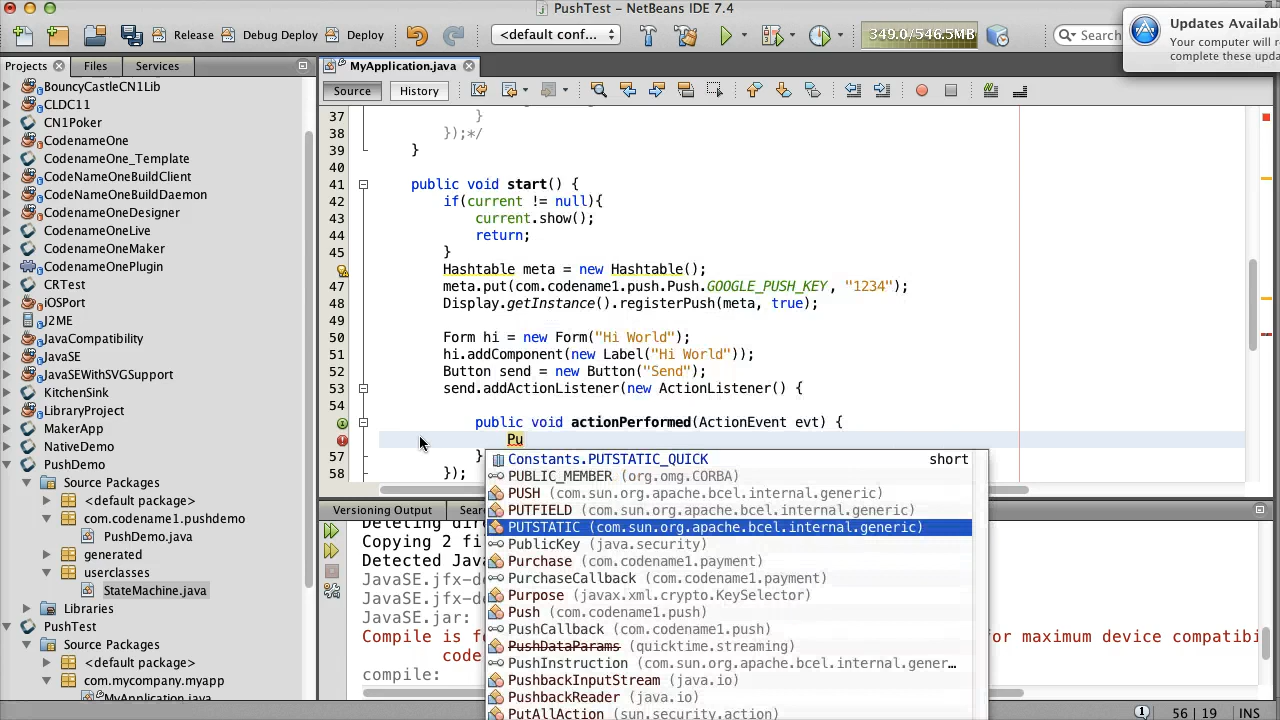 PushTest – NetBeans IDE 7.4
Release
Debug Deploy
Deploy
<default conf...
349.0/546.5MB
Search
Updates Availab
Your computer will re
complete these upda
Projects
Files
Services
MyApplication.java
Source
History
BouncyCastleCN1Lib
CLDC11
CN1Poker
CodenameOne
CodenameOne_Template
CodeNameOneBuildClient
CodeNameOneBuildDaemon
CodenameOneDesigner
CodenameOneLive
CodenameOneMaker
CodenameOnePlugin
CRTest
iOSPort
J2ME
JavaCompatibility
JavaSE
JavaSEWithSVGSupport
KitchenSink
LibraryProject
MakerApp
NativeDemo
PushDemo
Source Packages
<default package>
com.codename1.pushdemo
PushDemo.java
generated
userclasses
StateMachine.java
Libraries
PushTest
Source Packages
<default package>
com.mycompany.myapp
MyApplication.java
37 }
38 });*/
39 }
40
41 public void start() {
42 if(current != null){
43 current.show();
44 return;
45 }
Hashtable meta = new Hashtable();
47 meta.put(com.codename1.push.Push.GOOGLE_PUSH_KEY, "1234");
48 Display.getInstance().registerPush(meta, true);
49
50 Form hi = new Form("Hi World");
51 hi.addComponent(new Label("Hi World"));
52 Button send = new Button("Send");
53 send.addActionListener(new ActionListener() {
54
public void actionPerformed(ActionEvent evt) {
Pu
57 }
58 });
Constants.PUTSTATIC_QUICK short
PUBLIC_MEMBER (org.omg.CORBA)
PUSH (com.sun.org.apache.bcel.internal.generic)
PUTFIELD (com.sun.org.apache.bcel.internal.generic)
PUTSTATIC (com.sun.org.apache.bcel.internal.generic)
PublicKey (java.security)
Purchase (com.codename1.payment)
PurchaseCallback (com.codename1.payment)
Purpose (javax.xml.crypto.KeySelector)
Push (com.codename1.push)
PushCallback (com.codename1.push)
PushDataParams (quicktime.streaming)
PushInstruction (com.sun.org.apache.bcel.internal.gener...
PushbackInputStream (java.io)
PushbackReader (java.io)
PutAllAction (sun.security.action)
Versioning Output
Sea
Deleting dire
Copying 2 fi
Detected Java
JavaSE.jfx-de
JavaSE.jfx-de
JavaSE.jar:
Compile is fo
or maximum device compatibi
code
compile:
1
56 | 19
INS